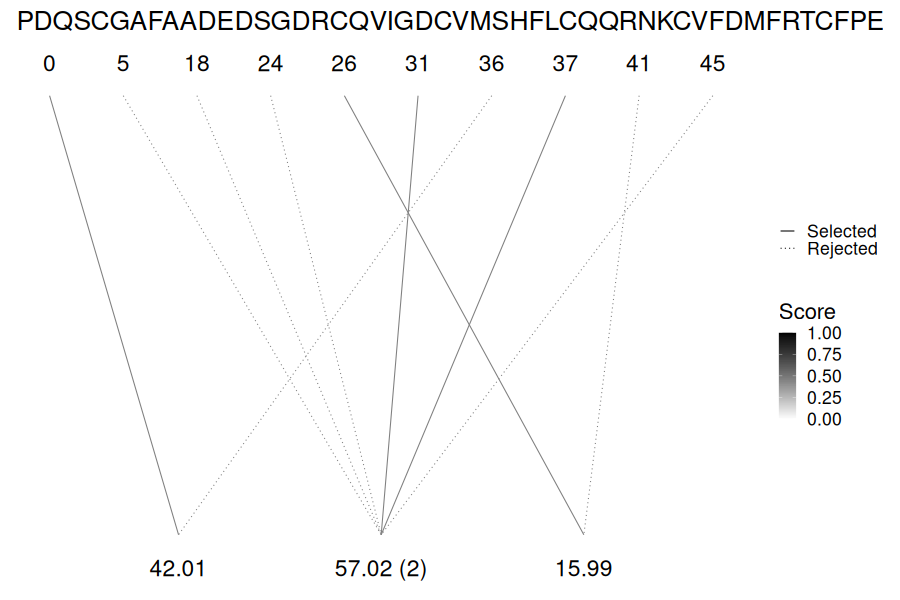 PDQSCGAFAADEDSGDRCQVIGDCVMSHFLCQQRNKCVFDMFRTCFPE
0 5 18 24 26 31 36 37 41 45
Selected
Rejected
Score
1.00
0.75
0.50
0.25
0.00
42.01 57.02 (2) 15.99